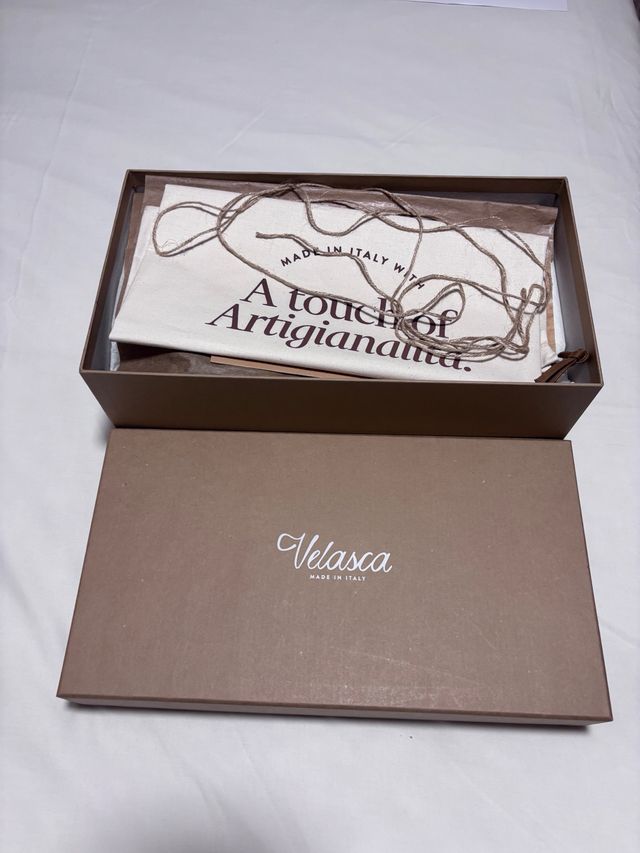 MADE IN ITALY WITH
A touch of
Artigianalità.
Velasca
MADE IN ITALY